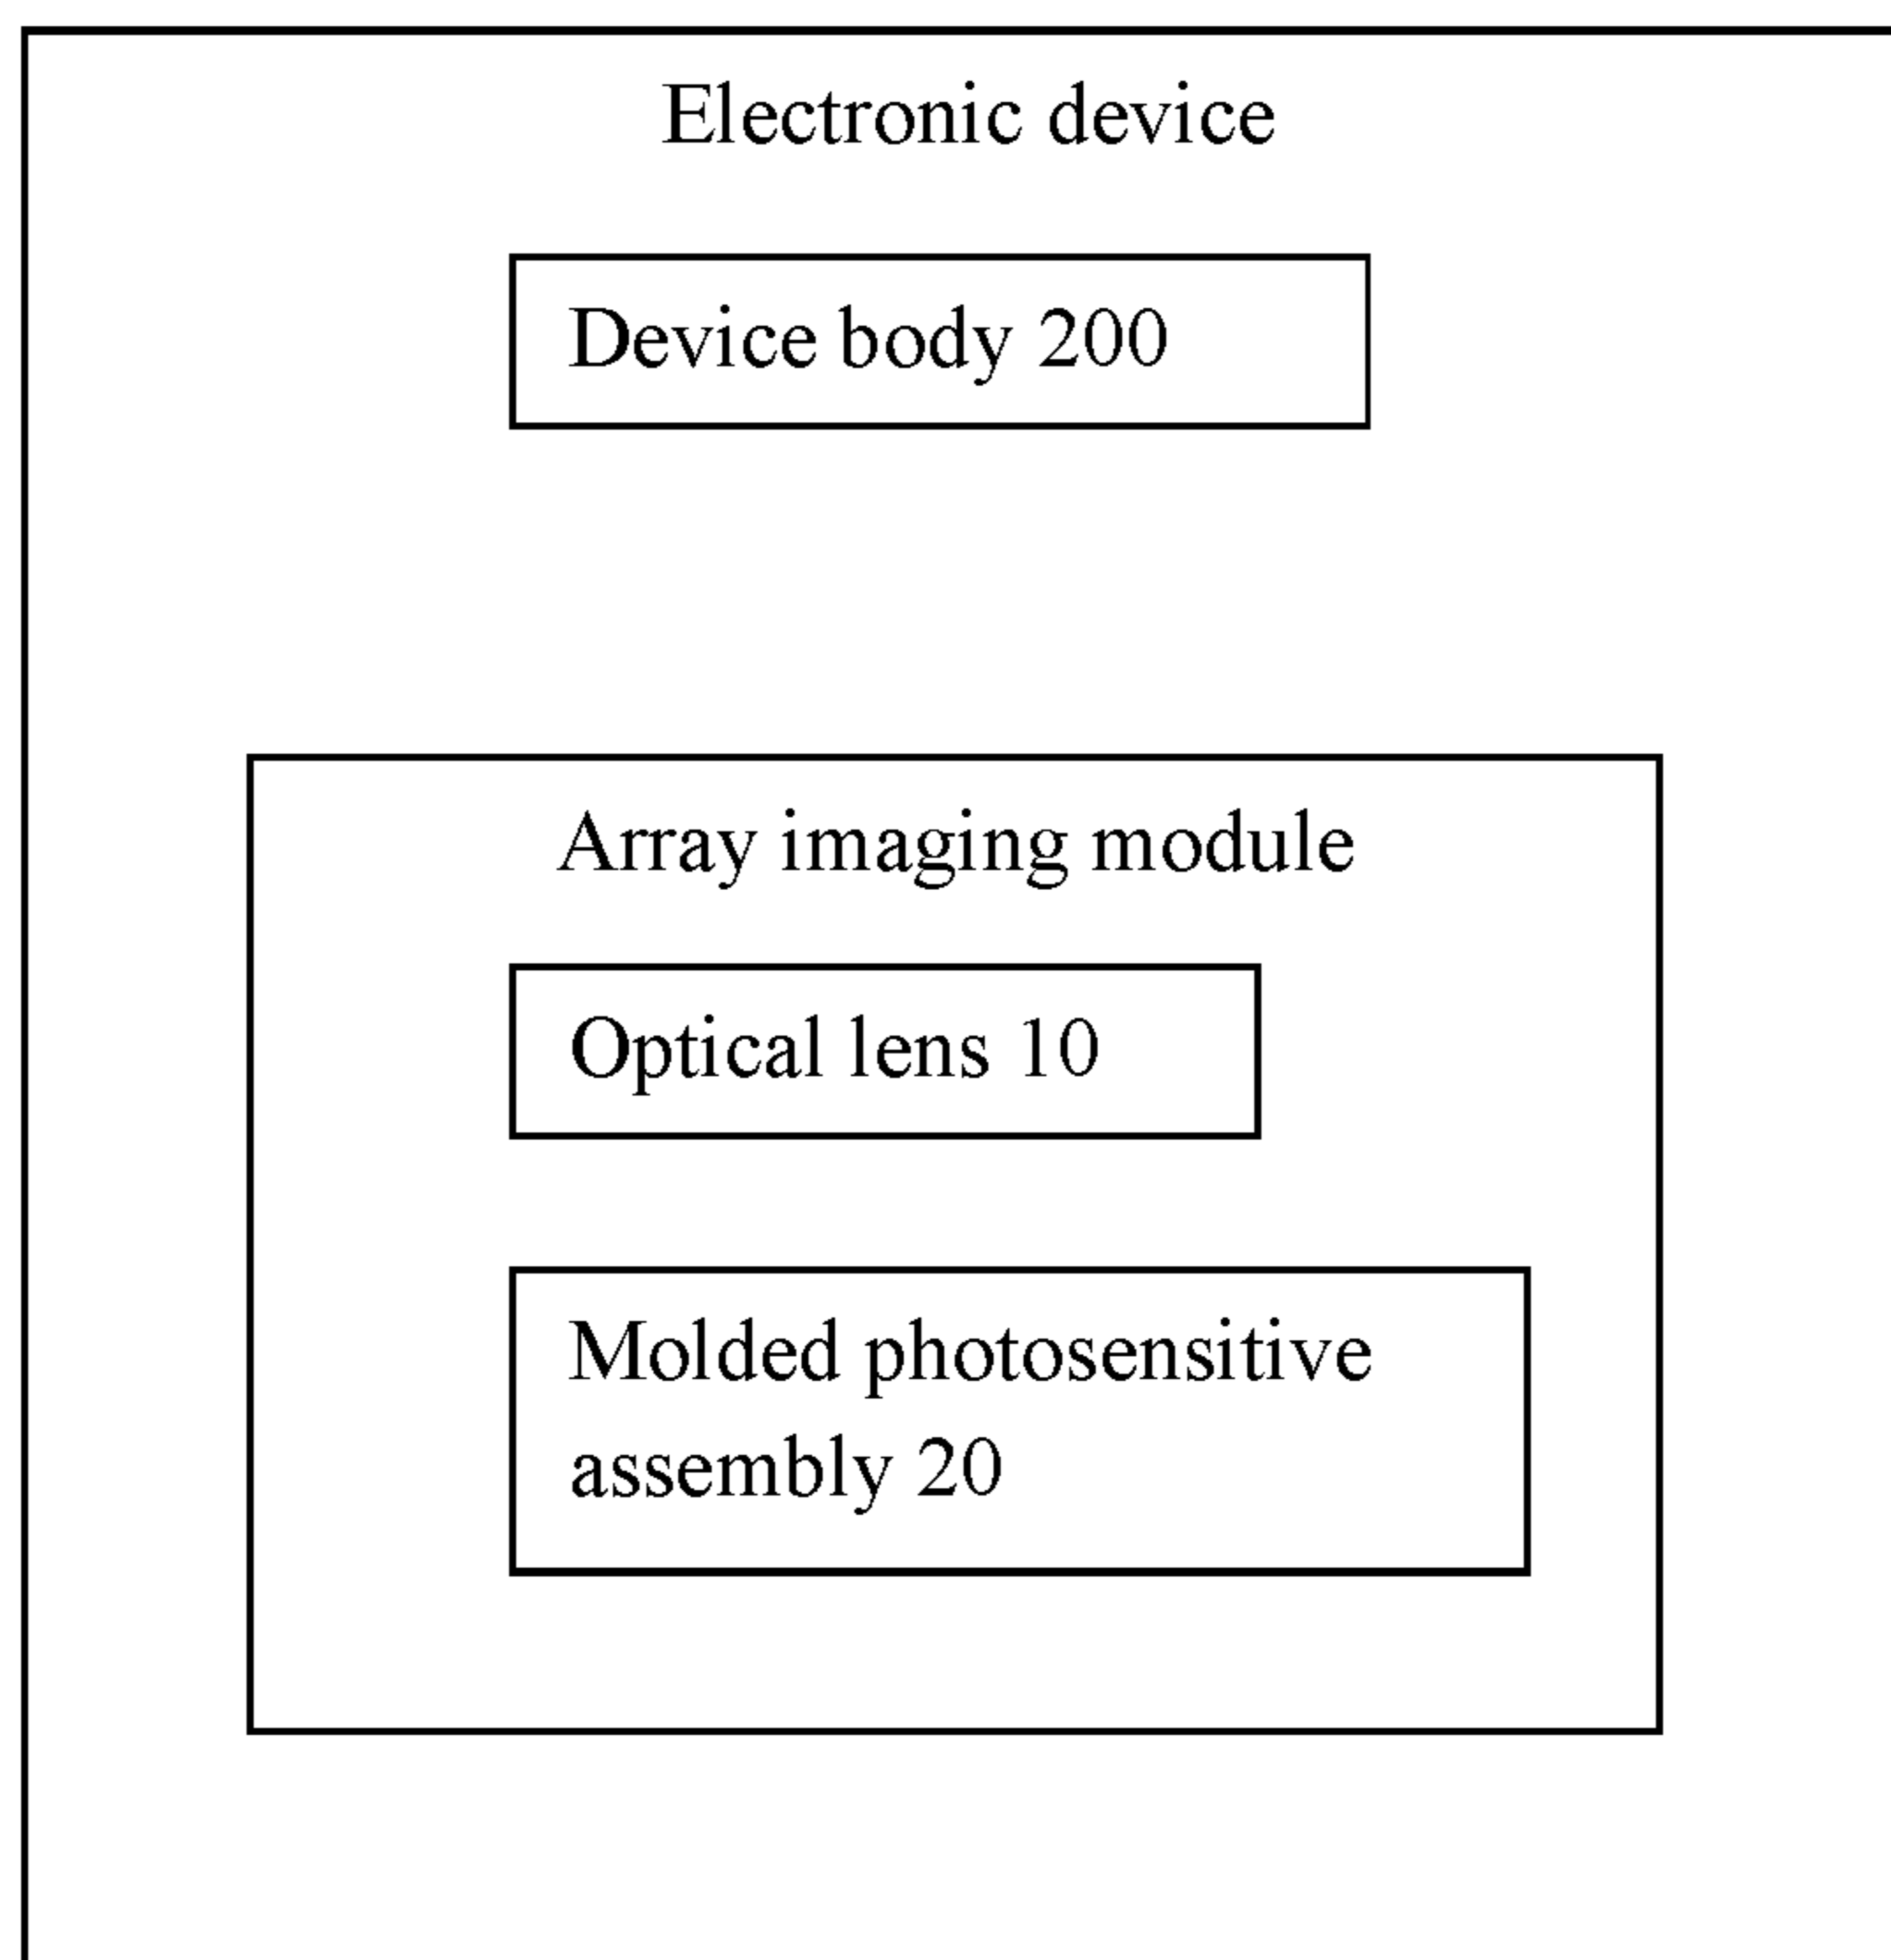 Electronic device
Device body 200
Array imaging module
Optical lens 10
Molded photosensitive
assembly 20